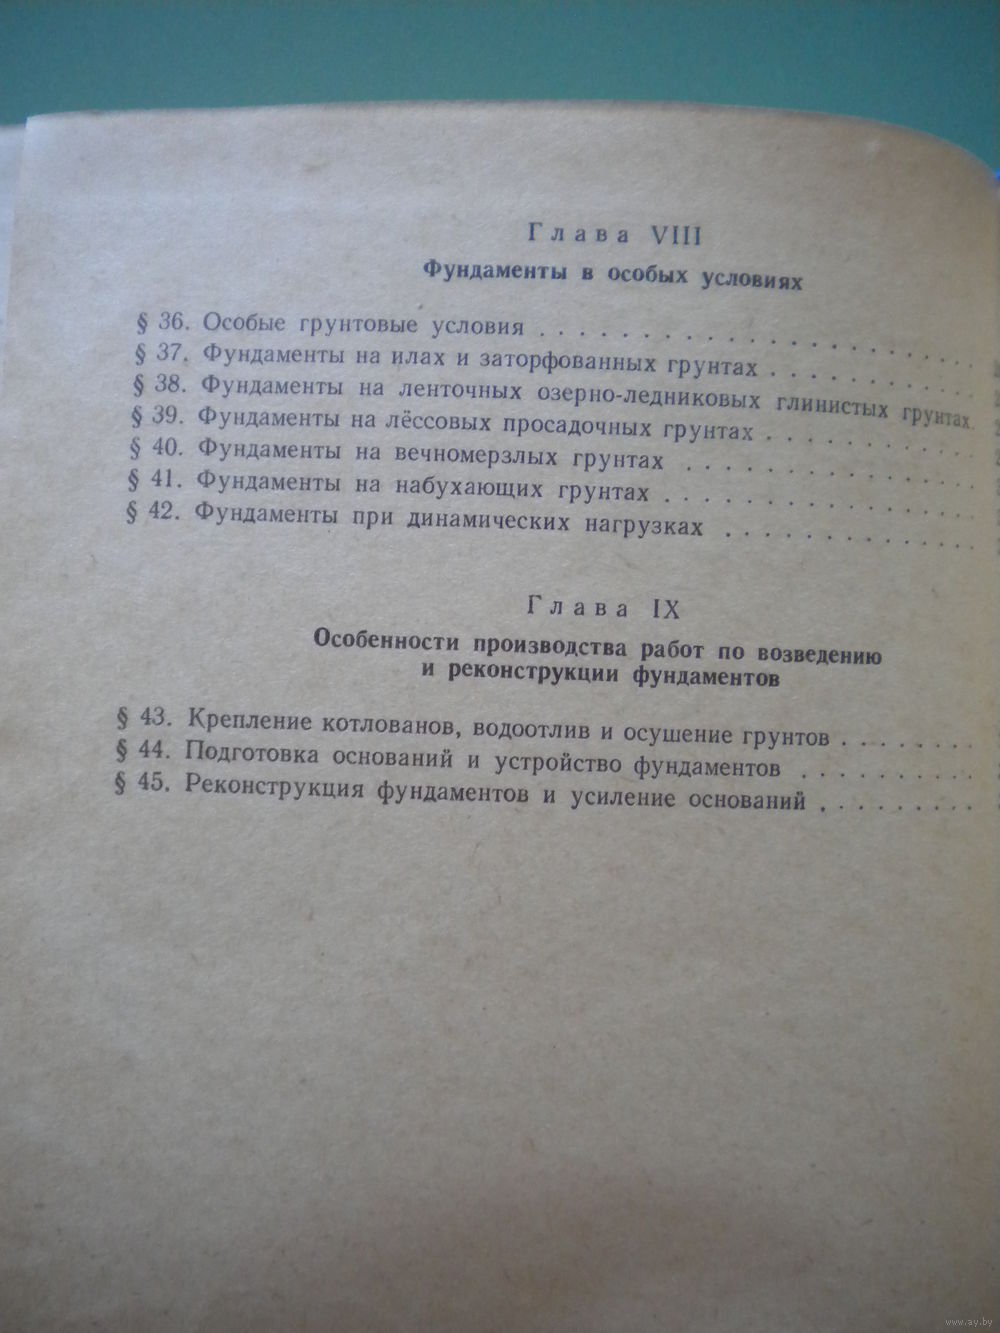 Глава VIII
Фундаменты в особых условиях
§ 36. Особые грунтовые условия . . . . . . . . . . . . . . . . .
§ 37. Фундаменты на илах и заторфованных грунтах . . . . . . . . .
§ 38. Фундаменты на ленточных озерно-ледниковых глинистых грунтах.
§ 39. Фундаменты на лёссовых просадочных грунтах . . . . . . . . .
§ 40. Фундаменты на вечномерзлых грунтах . . . . . . . . . . . . .
§ 41. Фундаменты на набухающих грунтах . . . . . . . . . . . . . .
§ 42. Фундаменты при динамических нагрузках . . . . . . . . . . .
Глава IX
Особенности производства работ по возведению
и реконструкции фундаментов
§ 43. Крепление котлованов, водоотлив и осушение грунтов . . . . . . .
§ 44. Подготовка оснований и устройство фундаментов . . . . . . . . .
§ 45. Реконструкция фундаментов и усиление оснований . . . . . . . .
www.ay.by